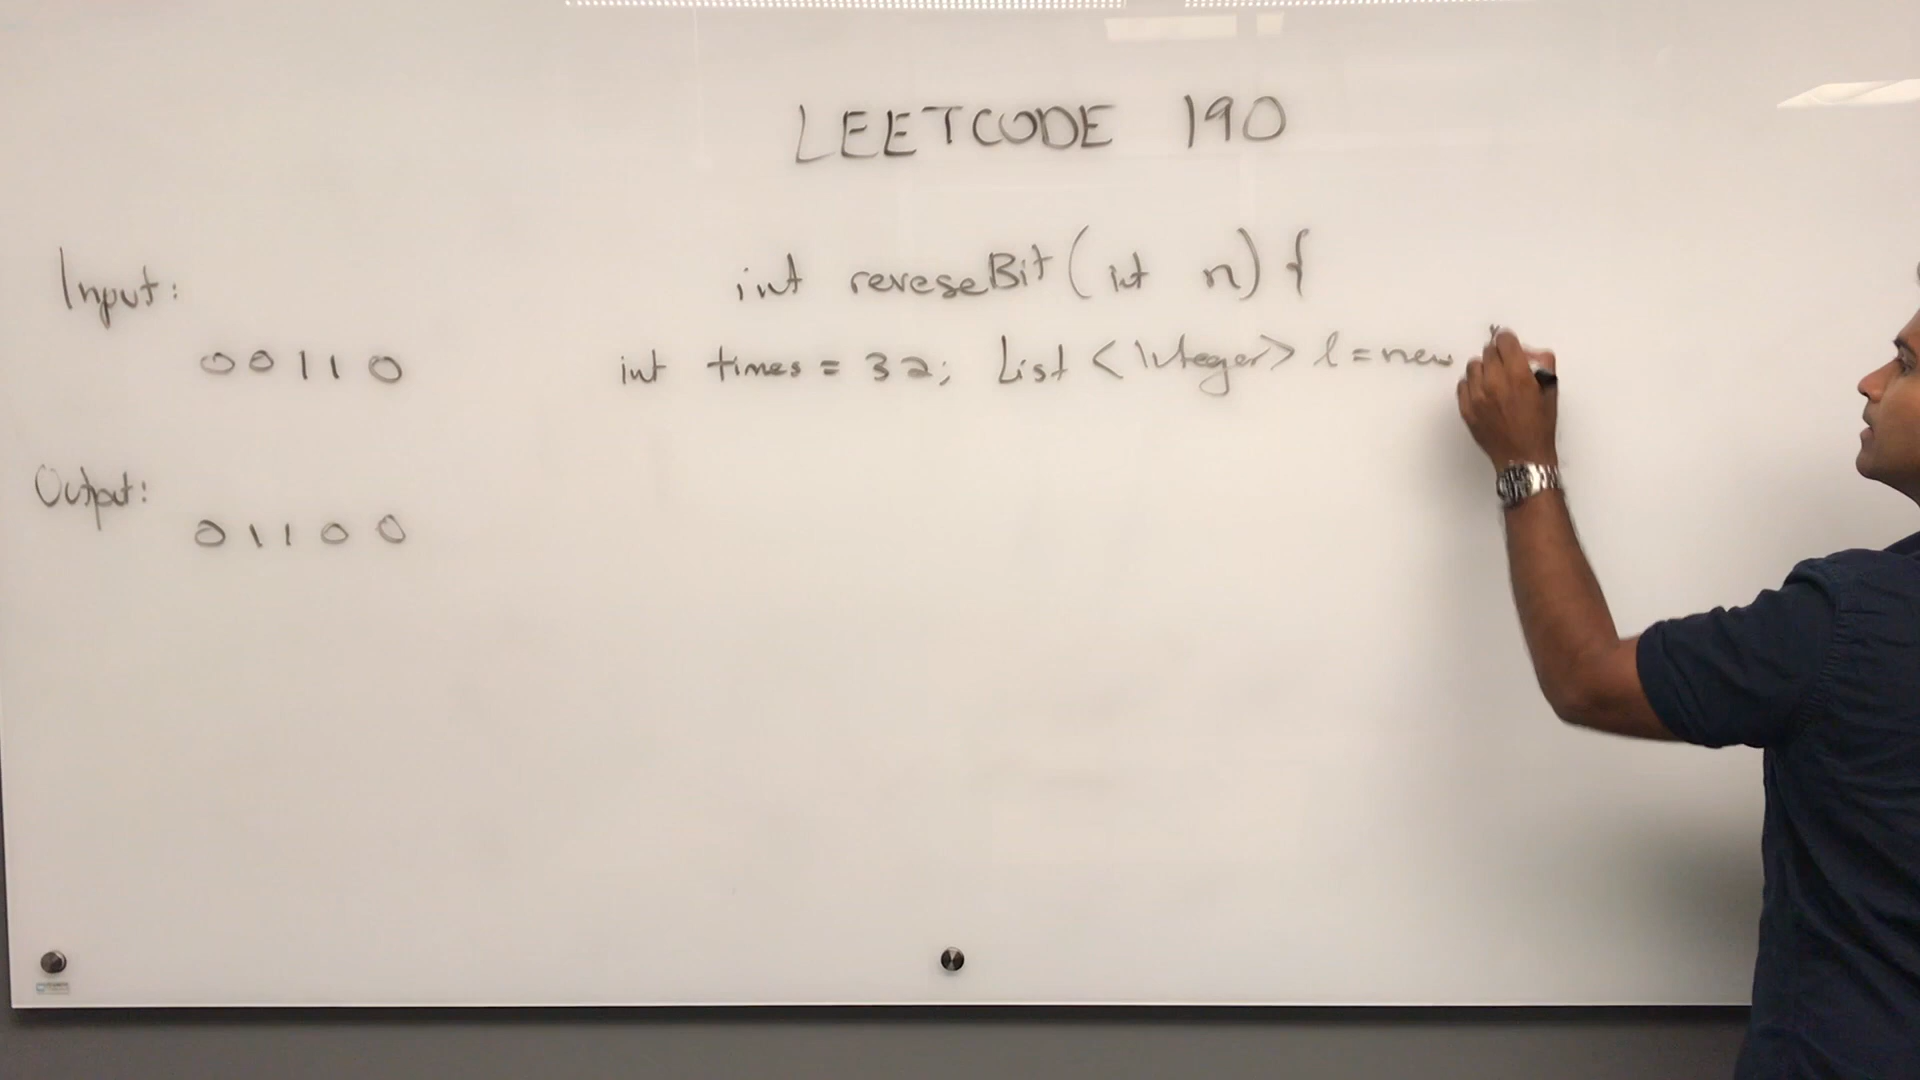 LEETCODE 190
int reveseBit (int n) {
int times = 32; List <Integer> l = new
Input:
00110
Output:
01100